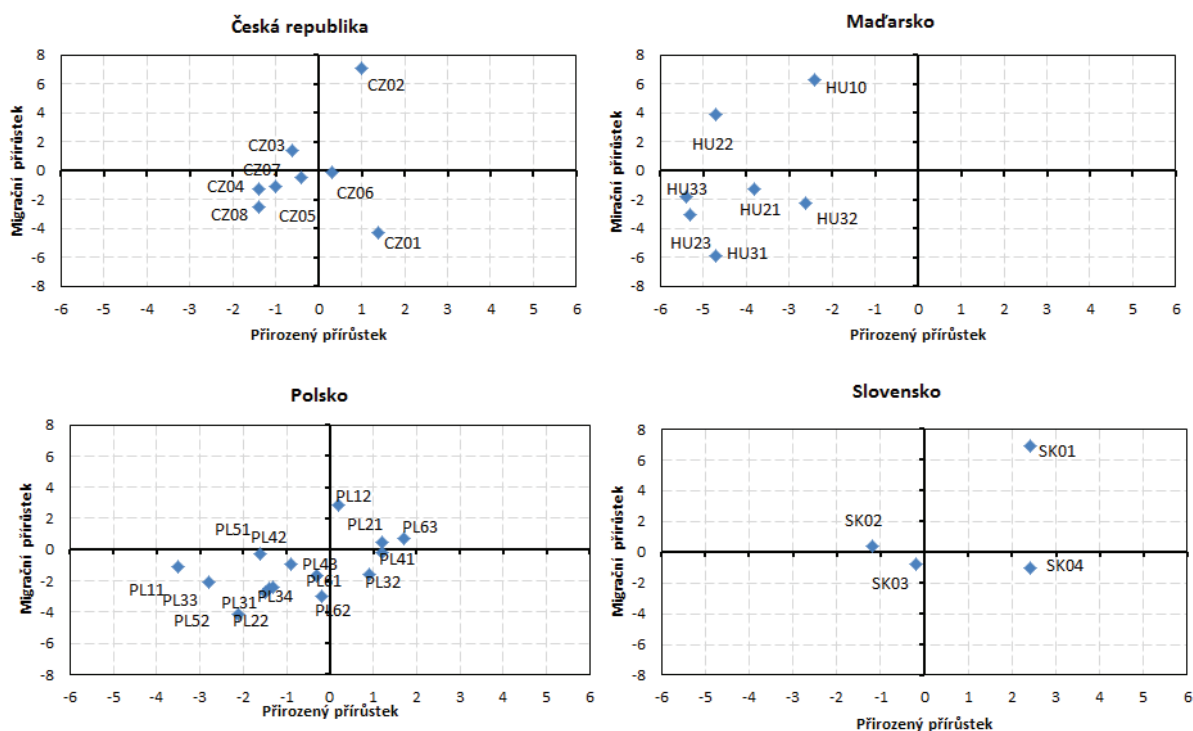 Česká republika
Migrační přírůstek
8
6
4
2
0
-2
-4
-6
-8
CZ02
CZ03
CZ07
CZ04
CZ06
CZ08
CZ05
CZ01
-6 -5 -4 -3 -2 -1 0 1 2 3 4 5 6
Přirozený přírůstek
Maďarsko
Mirační přírůstek
8
6
4
2
0
-2
-4
-6
-8
HU10
HU22
HU33
HU21
HU32
HU23
HU31
-6 -5 -4 -3 -2 -1 0 1 2 3 4 5 6
Přirozený přírůstek
Polsko
Migrační přírůstek
8
6
4
2
0
-2
-4
-6
-8
PL12
PL51
PL42
PL21
PL63
PL43
PL41
PL11
PL33
PL31
PL34
PL61
PL32
PL52
PL22
PL62
-6 -5 -4 -3 -2 -1 0 1 2 3 4 5 6
Přirozený přírůstek
Slovensko
Migrační přírůstek
8
6
4
2
0
-2
-4
-6
-8
SK01
SK02
SK03
SK04
-6 -5 -4 -3 -2 -1 0 1 2 3 4 5 6
Přirozený přírůstek